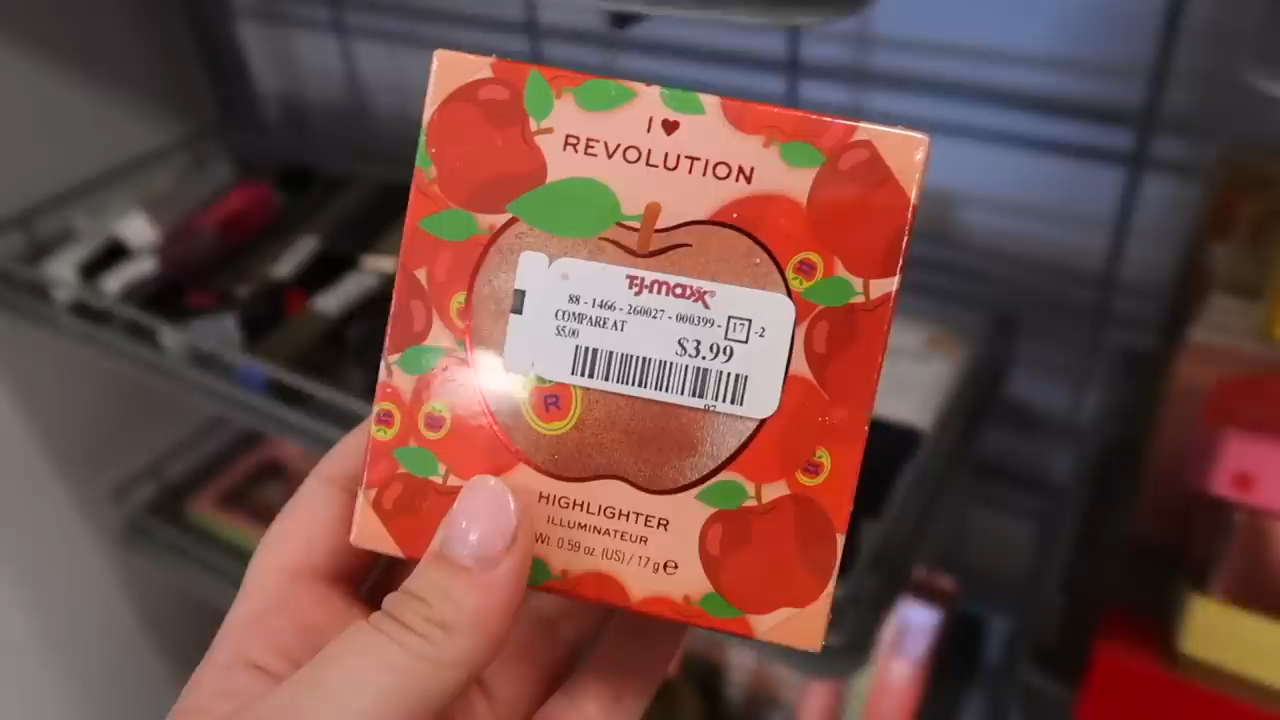 I ♥
REVOLUTION
T·J·maxx®
88 - 1466 - 260027 - 000399 - 17 -2
COMPARE AT
$5.00
$3.99
R
HIGHLIGHTER
ILLUMINATEUR
Wt. 0.59 oz. (US) / 17 g ℮